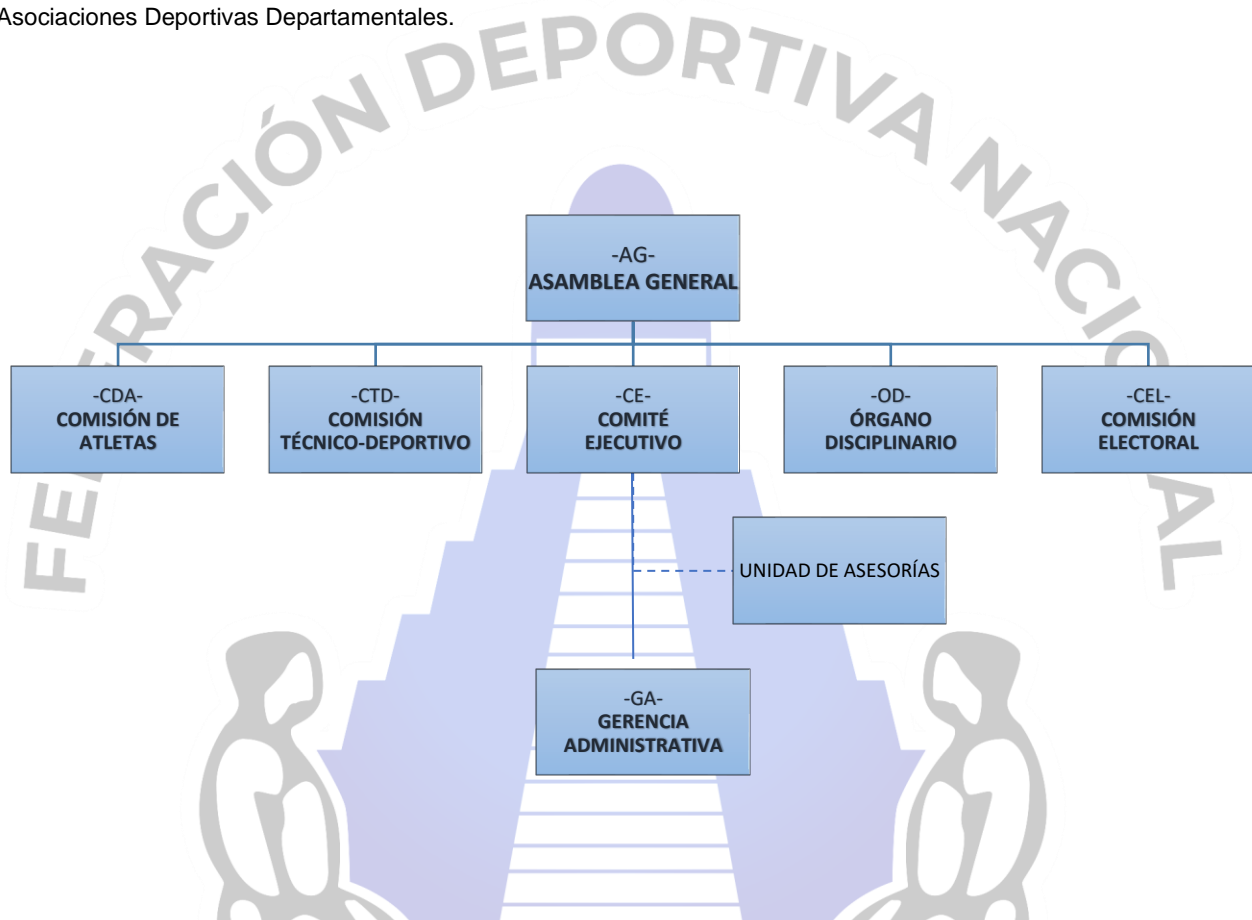 Asociaciones Deportivas Departamentales.
FEDERACIÓN DEPORTIVA NACIONAL
-AG-
ASAMBLEA GENERAL
-CDA-
COMISIÓN DE
ATLETAS
-CTD-
COMISIÓN
TÉCNICO-DEPORTIVO
-CE-
COMITÉ
EJECUTIVO
-OD-
ÓRGANO
DISCIPLINARIO
-CEL-
COMISIÓN
ELECTORAL
UNIDAD DE ASESORÍAS
-GA-
GERENCIA
ADMINISTRATIVA